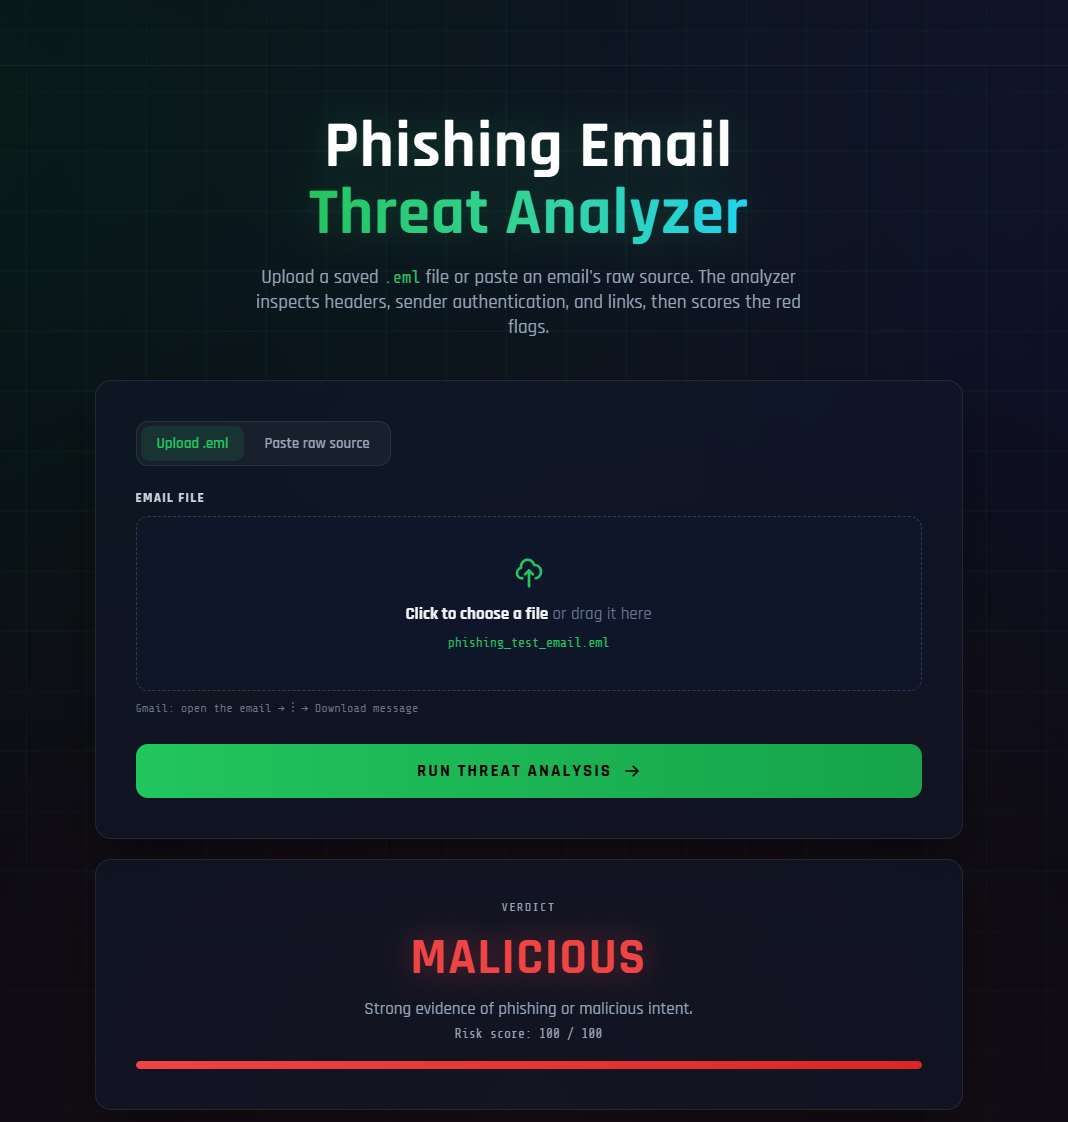 Phishing Email
Threat Analyzer
Upload a saved .eml file or paste an email's raw source. The analyzer
inspects headers, sender authentication, and links, then scores the red
flags.
Upload .eml
Paste raw source
EMAIL FILE
Click to choose a file or drag it here
phishing_test_email.eml
Gmail: open the email → ⋮ → Download message
RUN THREAT ANALYSIS →
VERDICT
MALICIOUS
Strong evidence of phishing or malicious intent.
Risk score: 100 / 100